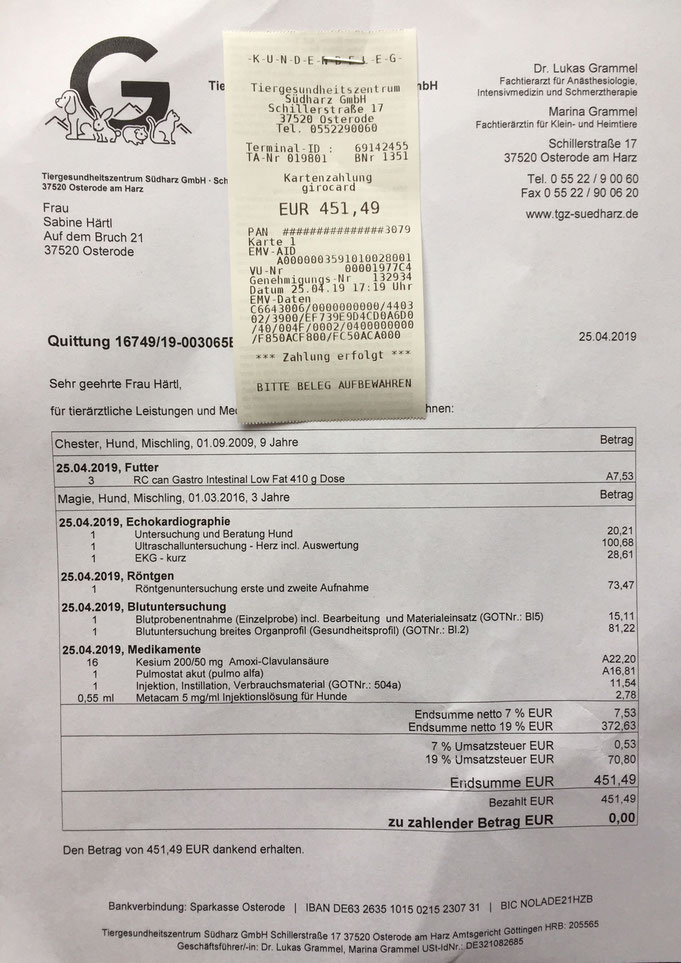 -K-U-N-D-E-N-B-E-L-E-G-
Tiergesundheitszentrum
Südharz GmbH
Schillerstraße 17
37520 Osterode
Tel. 0552290060
Terminal-ID : 69142455
TA-Nr 019801 BNr 1351
Kartenzahlung
girocard
EUR 451,49
PAN ###############3079
Karte 1
EMV-AID
A0000003591010028001
VU-Nr 00001977C4
Genehmigungs-Nr 132934
Datum 25.04.19 17:19 Uhr
EMV-Daten
C6643006/0000000000/4403
02/3900/EF739E9D4CD0A6D0
/40/004F/0002/0400000000
/F850ACF800/FC50ACA000
*** Zahlung erfolgt ***
BITTE BELEG AUFBEWAHREN
G
Tie
mbH
Dr. Lukas Grammel
Fachtierarzt für Anästhesiologie,
Intensivmedizin und Schmerztherapie
Marina Grammel
Fachtierärztin für Klein- und Heimtiere
Schillerstraße 17
37520 Osterode am Harz
Tel. 0 55 22 / 9 00 60
Fax 0 55 22 / 90 06 20
www.tgz-suedharz.de
Tiergesundheitszentrum Südharz GmbH · Sch
37520 Osterode am Harz
Frau
Sabine Härtl
Auf dem Bruch 21
37520 Osterode
Quittung 16749/19-003065
25.04.2019
Sehr geehrte Frau Härtl,
für tierärztliche Leistungen und Me hnen:
Chester, Hund, Mischling, 01.09.2009, 9 Jahre Betrag
25.04.2019, Futter
3 RC can Gastro Intestinal Low Fat 410 g Dose A7,53
Magie, Hund, Mischling, 01.03.2016, 3 Jahre Betrag
25.04.2019, Echokardiographie
1 Untersuchung und Beratung Hund 20,21
1 Ultraschalluntersuchung - Herz incl. Auswertung 100,68
1 EKG - kurz 28,61
25.04.2019, Röntgen
1 Röntgenuntersuchung erste und zweite Aufnahme 73,47
25.04.2019, Blutuntersuchung
1 Blutprobenentnahme (Einzelprobe) incl. Bearbeitung und Materialeinsatz (GOTNr.: BI5) 15,11
1 Blutuntersuchung breites Organprofil (Gesundheitsprofil) (GOTNr.: BI.2) 81,22
25.04.2019, Medikamente
16 Kesium 200/50 mg Amoxi-Clavulansäure A22,20
1 Pulmostat akut (pulmo alfa) A16,81
1 Injektion, Instillation, Verbrauchsmaterial (GOTNr.: 504a) 11,54
0,55 ml Metacam 5 mg/ml Injektionslösung für Hunde 2,78
Endsumme netto 7 % EUR 7,53
Endsumme netto 19 % EUR 372,63
7 % Umsatzsteuer EUR 0,53
19 % Umsatzsteuer EUR 70,80
Endsumme EUR 451,49
Bezahlt EUR 451,49
zu zahlender Betrag EUR 0,00
Den Betrag von 451,49 EUR dankend erhalten.
Bankverbindung: Sparkasse Osterode | IBAN DE63 2635 1015 0215 2307 31 | BIC NOLADE21HZB
Tiergesundheitszentrum Südharz GmbH Schillerstraße 17 37520 Osterode am Harz Amtsgericht Göttingen HRB: 205565
Geschäftsführer/-in: Dr. Lukas Grammel, Marina Grammel USt-IdNr.: DE321082685